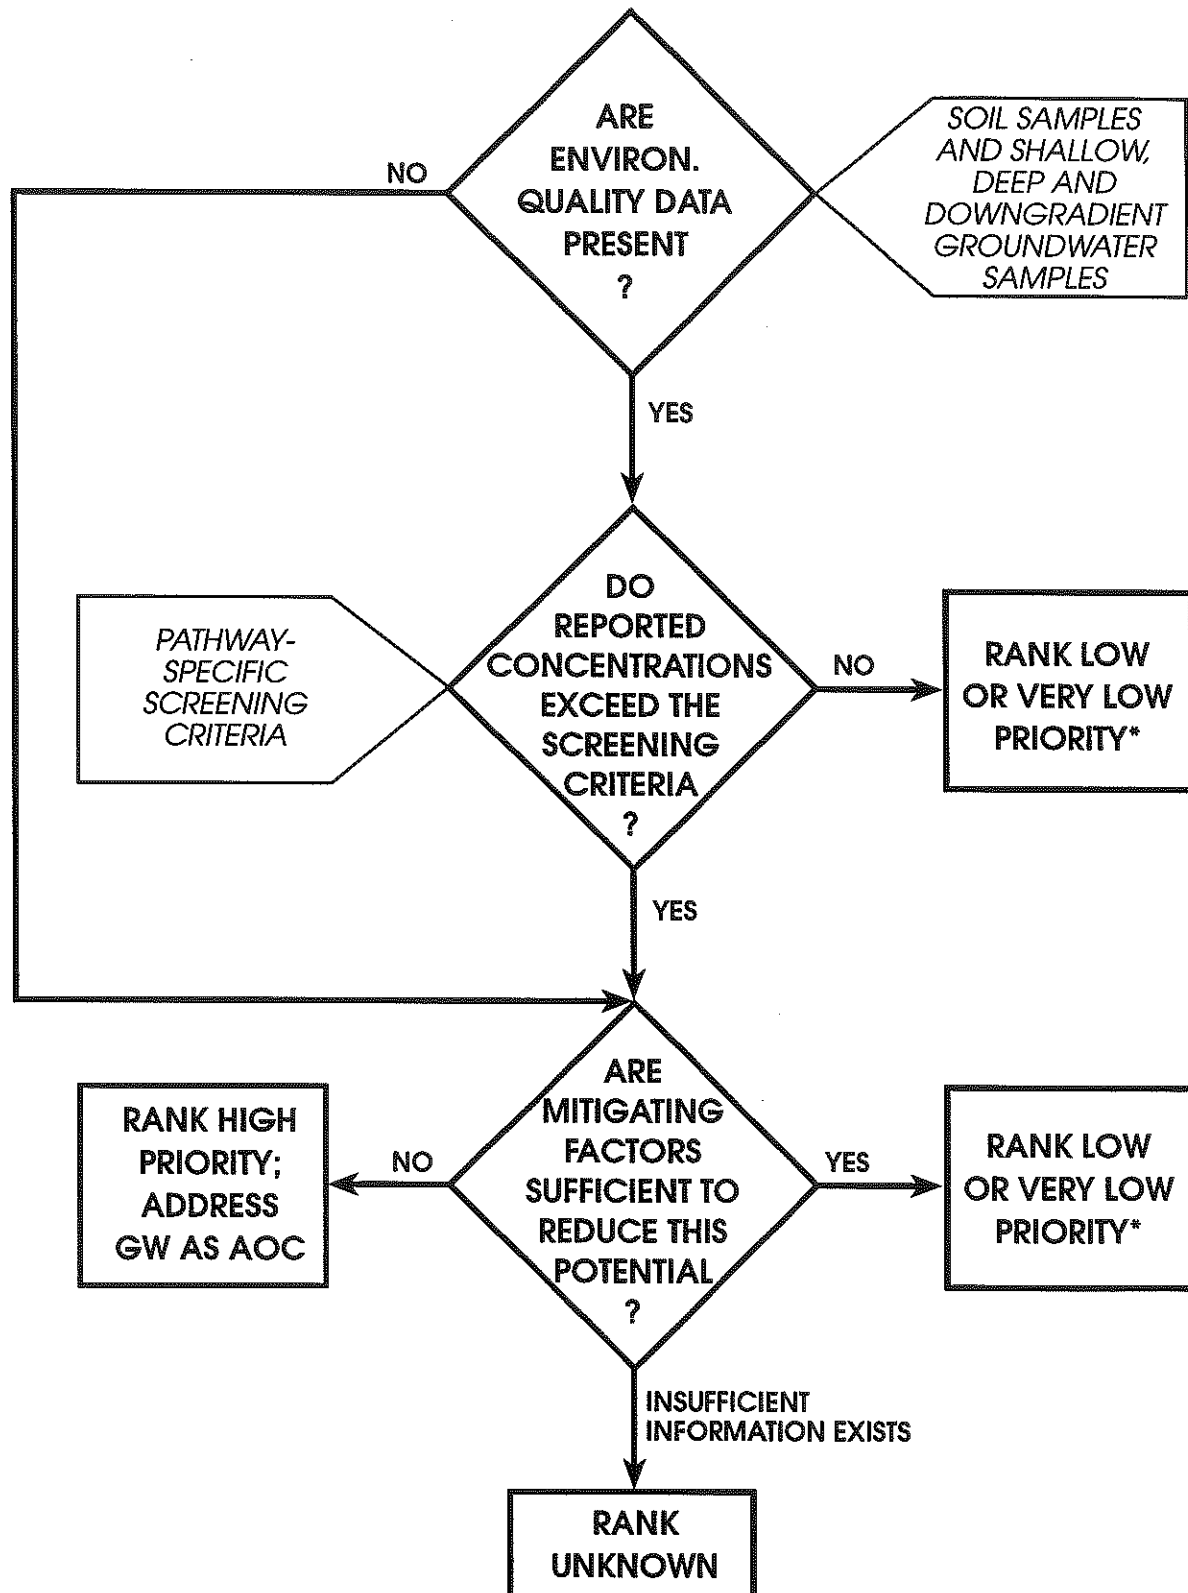 ARE
ENVIRON.
QUALITY DATA
PRESENT
?
NO
SOIL SAMPLES
AND SHALLOW,
DEEP AND
DOWNGRADIENT
GROUNDWATER
SAMPLES
YES
DO
REPORTED
CONCENTRATIONS
EXCEED THE
SCREENING
CRITERIA
?
PATHWAY-
SPECIFIC
SCREENING
CRITERIA
NO
RANK LOW
OR VERY LOW
PRIORITY*
YES
ARE
MITIGATING
FACTORS
SUFFICIENT TO
REDUCE THIS
POTENTIAL
?
NO
RANK HIGH
PRIORITY;
ADDRESS
GW AS AOC
YES
RANK LOW
OR VERY LOW
PRIORITY*
INSUFFICIENT
INFORMATION EXISTS
RANK
UNKNOWN